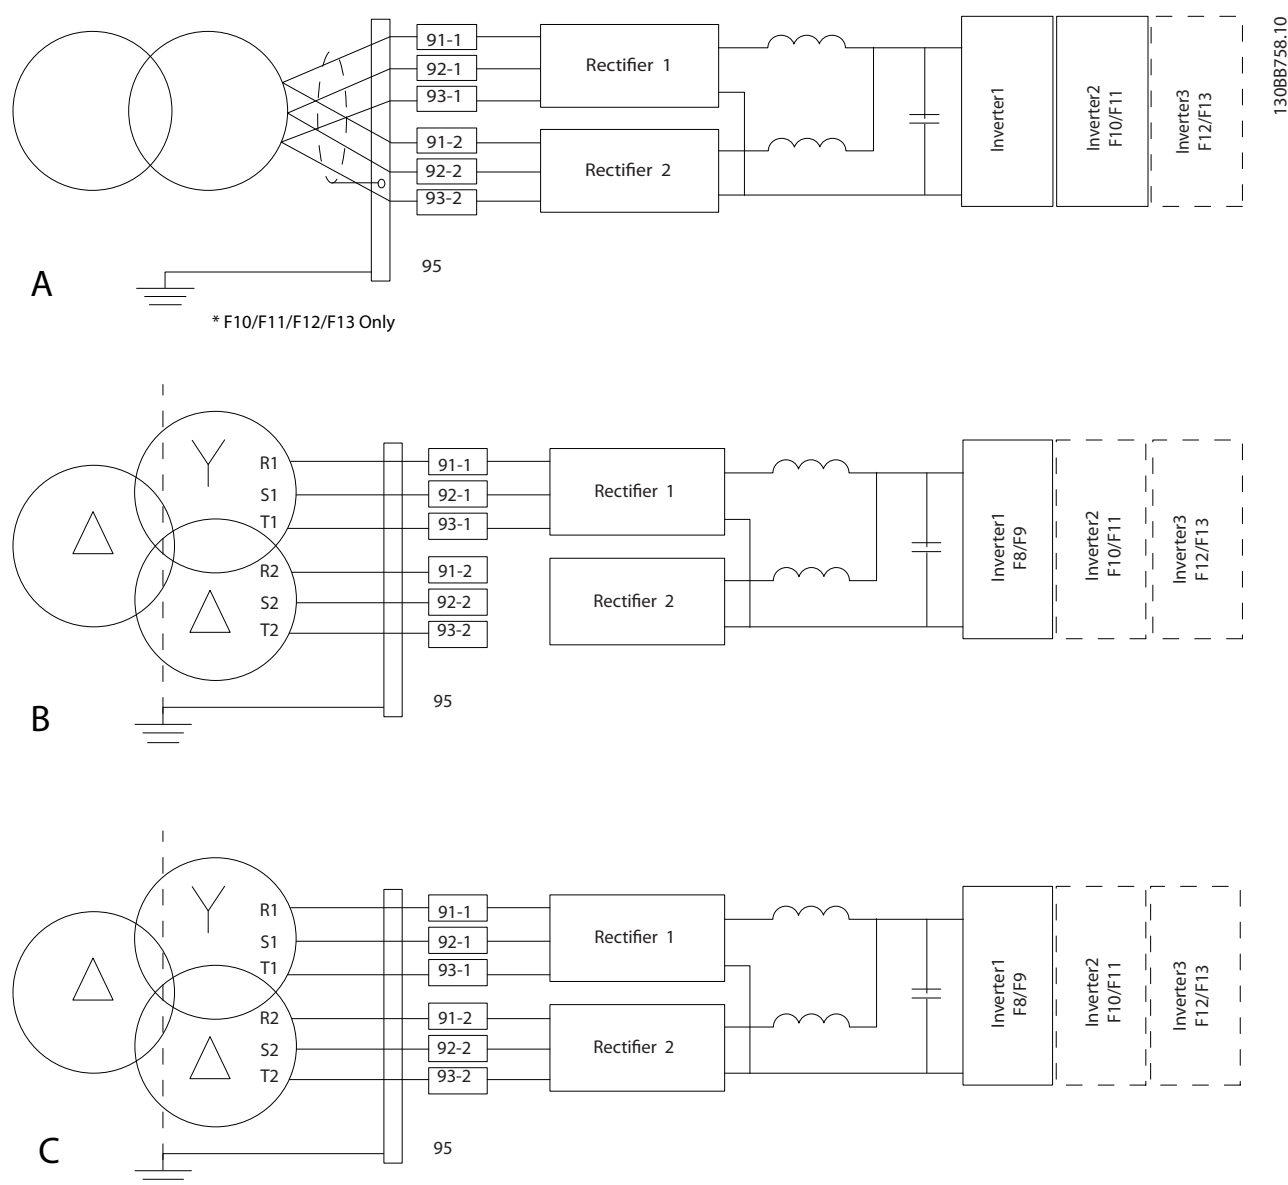 130BB758.10
91-1
92-1
93-1
91-2
92-2
93-2
95
Rectifier 1
Rectifier 2
Inverter1
Inverter2
F10/F11
Inverter3
F12/F13
A
* F10/F11/F12/F13 Only
R1
S1
T1
R2
S2
T2
91-1
92-1
93-1
91-2
92-2
93-2
95
Rectifier 1
Rectifier 2
Inverter1
F8/F9
Inverter2
F10/F11
Inverter3
F12/F13
B
R1
S1
T1
R2
S2
T2
91-1
92-1
93-1
91-2
92-2
93-2
95
Rectifier 1
Rectifier 2
Inverter1
F8/F9
Inverter2
F10/F11
Inverter3
F12/F13
C